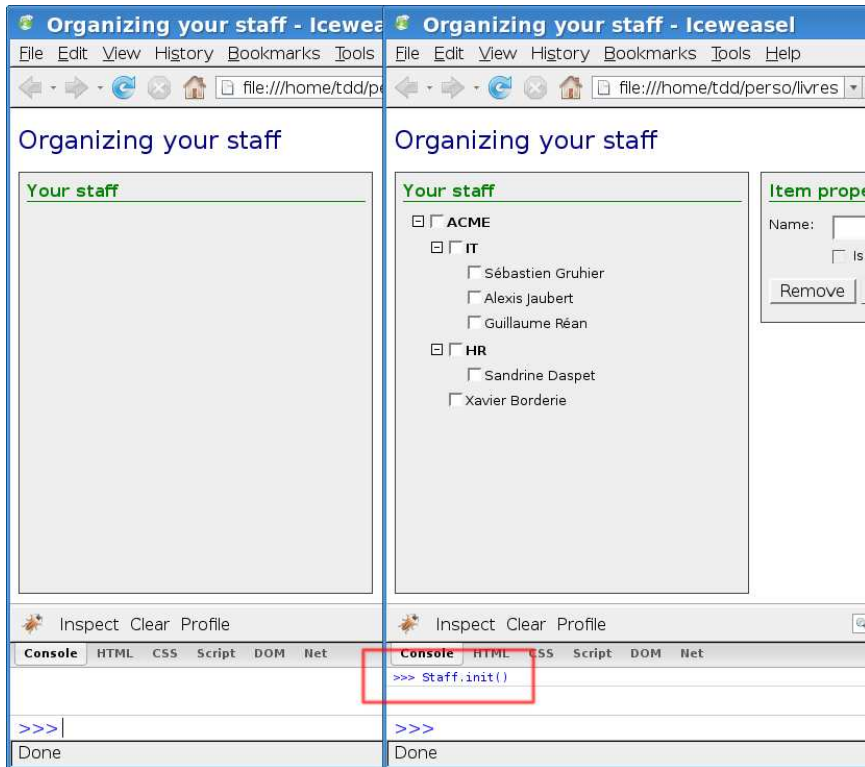 Organizing your staff - Icewea
File Edit View History Bookmarks Tools
file:///home/tdd/pe
Organizing your staff
Your staff
Inspect Clear Profile
Console HTML CSS Script DOM Net
>>>
Done
Organizing your staff - Iceweasel
File Edit View History Bookmarks Tools Help
file:///home/tdd/perso/livres
Organizing your staff
Your staff
ACME
IT
Sébastien Gruhier
Alexis Jaubert
Guillaume Réan
HR
Sandrine Daspet
Xavier Borderie
Item prope
Name:
Is
Remove
Inspect Clear Profile
Console HTML CSS Script DOM Net
>>> Staff.init()
>>>
Done